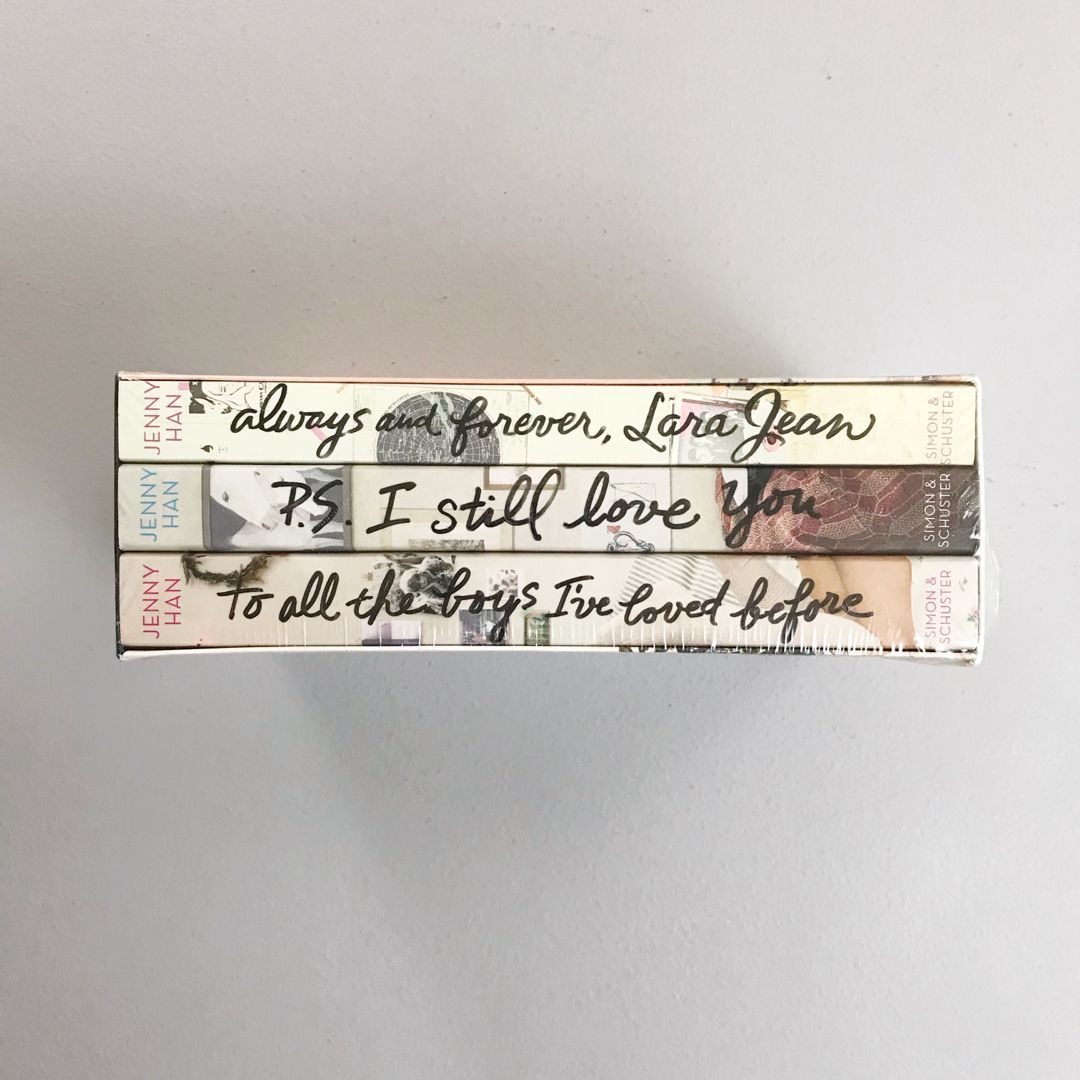 JENNY
HAN
always and forever, Lara Jean
SIMON &
SCHUSTER
JENNY
HAN
P.S. I still love you
SIMON &
SCHUSTER
JENNY
HAN
to all the boys I've loved before
SIMON &
SCHUSTER